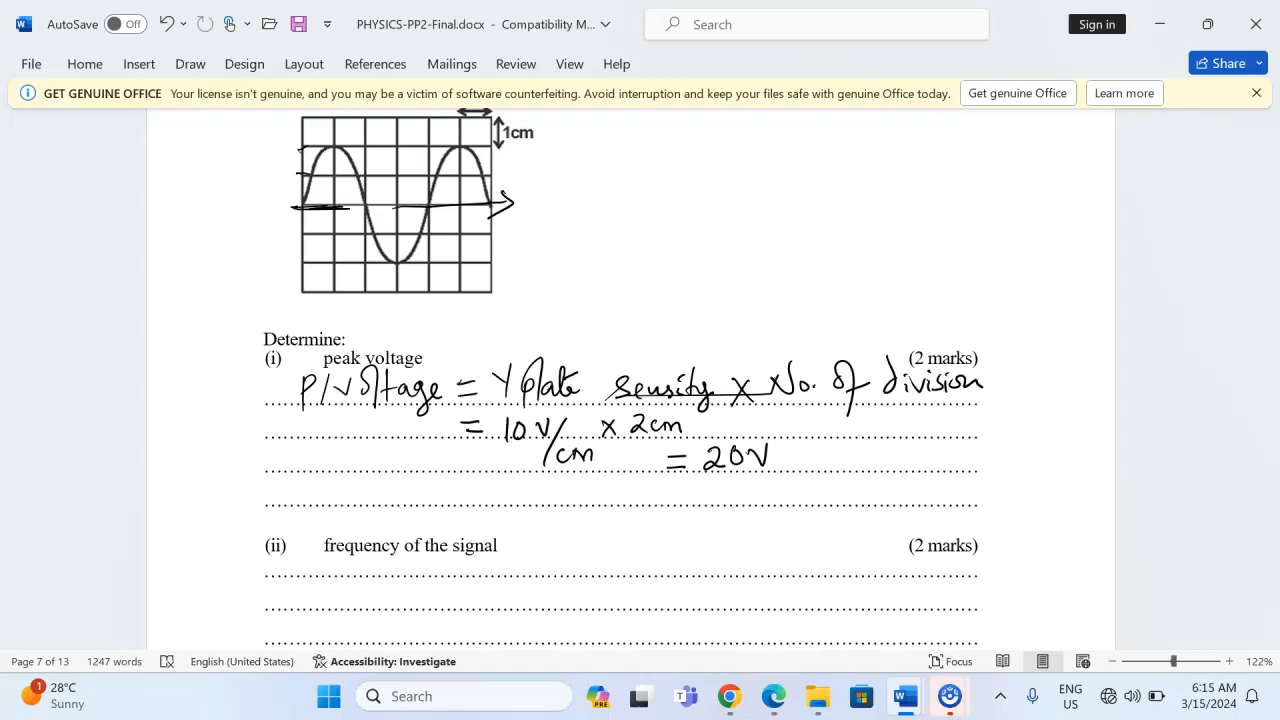 AutoSave Off PHYSICS-PP2-Final.docx - Compatibility M... Search Sign in
File Home Insert Draw Design Layout References Mailings Review View Help Share
GET GENUINE OFFICE Your license isn't genuine, and you may be a victim of software counterfeiting. Avoid interruption and keep your files safe with genuine Office today. Get genuine Office Learn more
1cm
Determine:
(i) peak voltage (2 marks)
P/Voltage = Y plate sensity x No. of division
= 10 V/cm x 2cm
= 20V
(ii) frequency of the signal (2 marks)
Page 7 of 13 1247 words English (United States) Accessibility: Investigate Focus 122%
28°C
Sunny
Search
PRE
ENG
US
6:15 AM
3/15/2024
1